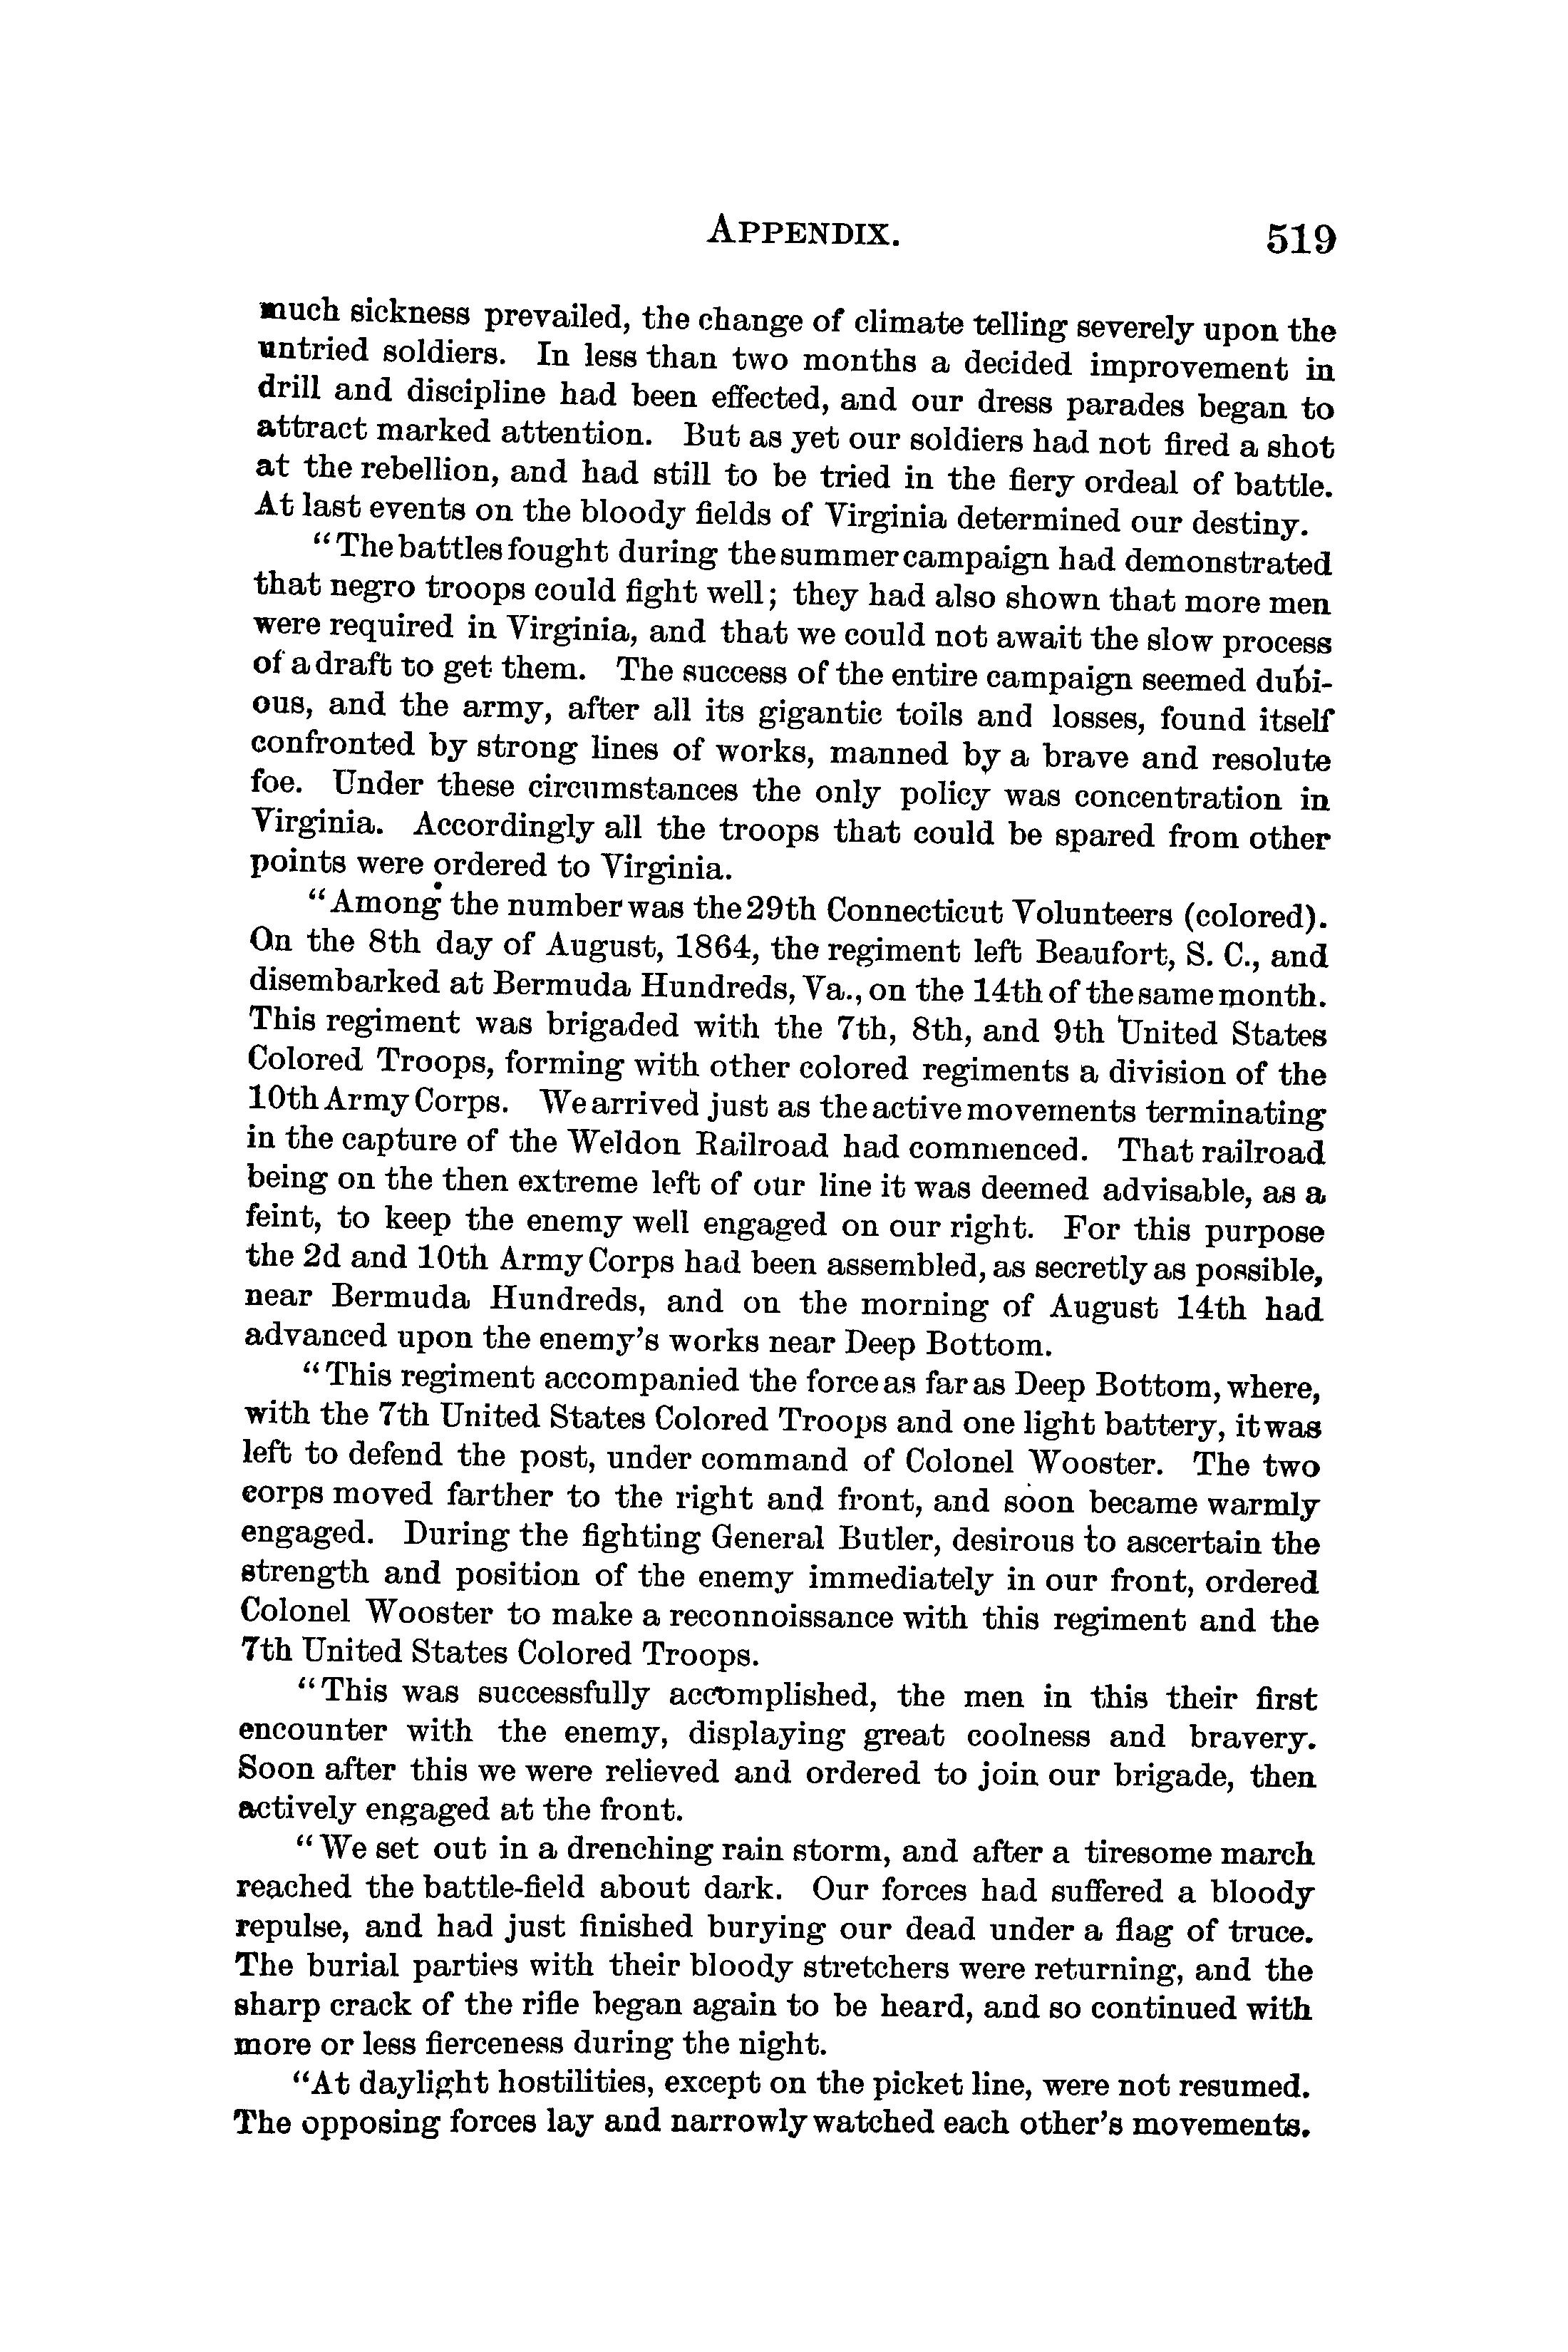 APPENDIX. 519
much sickness prevailed, the change of climate telling severely upon the
untried soldiers. In less than two months a decided improvement in
drill and discipline had been effected, and our dress parades began to
attract marked attention. But as yet our soldiers had not fired a shot
at the rebellion, and had still to be tried in the fiery ordeal of battle.
At last events on the bloody fields of Virginia determined our destiny.
“The battles fought during the summer campaign had demonstrated
that negro troops could fight well; they had also shown that more men
were required in Virginia, and that we could not await the slow process
of a draft to get them. The success of the entire campaign seemed dubi-
ous, and the army, after all its gigantic toils and losses, found itself
confronted by strong lines of works, manned by a brave and resolute
foe. Under these circumstances the only policy was concentration in
Virginia. Accordingly all the troops that could be spared from other
points were ordered to Virginia.
“Among the number was the 29th Connecticut Volunteers (colored).
On the 8th day of August, 1864, the regiment left Beaufort, S. C., and
disembarked at Bermuda Hundreds, Va., on the 14th of the same month.
This regiment was brigaded with the 7th, 8th, and 9th United States
Colored Troops, forming with other colored regiments a division of the
10th Army Corps. We arrived just as the active movements terminating
in the capture of the Weldon Railroad had commenced. That railroad
being on the then extreme left of our line it was deemed advisable, as a
feint, to keep the enemy well engaged on our right. For this purpose
the 2d and 10th Army Corps had been assembled, as secretly as possible,
near Bermuda Hundreds, and on the morning of August 14th had
advanced upon the enemy’s works near Deep Bottom.
“This regiment accompanied the force as far as Deep Bottom, where,
with the 7th United States Colored Troops and one light battery, it was
left to defend the post, under command of Colonel Wooster. The two
corps moved farther to the right and front, and soon became warmly
engaged. During the fighting General Butler, desirous to ascertain the
strength and position of the enemy immediately in our front, ordered
Colonel Wooster to make a reconnoissance with this regiment and the
7th United States Colored Troops.
“This was successfully accomplished, the men in this their first
encounter with the enemy, displaying great coolness and bravery.
Soon after this we were relieved and ordered to join our brigade, then
actively engaged at the front.
“We set out in a drenching rain storm, and after a tiresome march
reached the battle-field about dark. Our forces had suffered a bloody
repulse, and had just finished burying our dead under a flag of truce.
The burial parties with their bloody stretchers were returning, and the
sharp crack of the rifle began again to be heard, and so continued with
more or less fierceness during the night.
“At daylight hostilities, except on the picket line, were not resumed.
The opposing forces lay and narrowly watched each other’s movements.